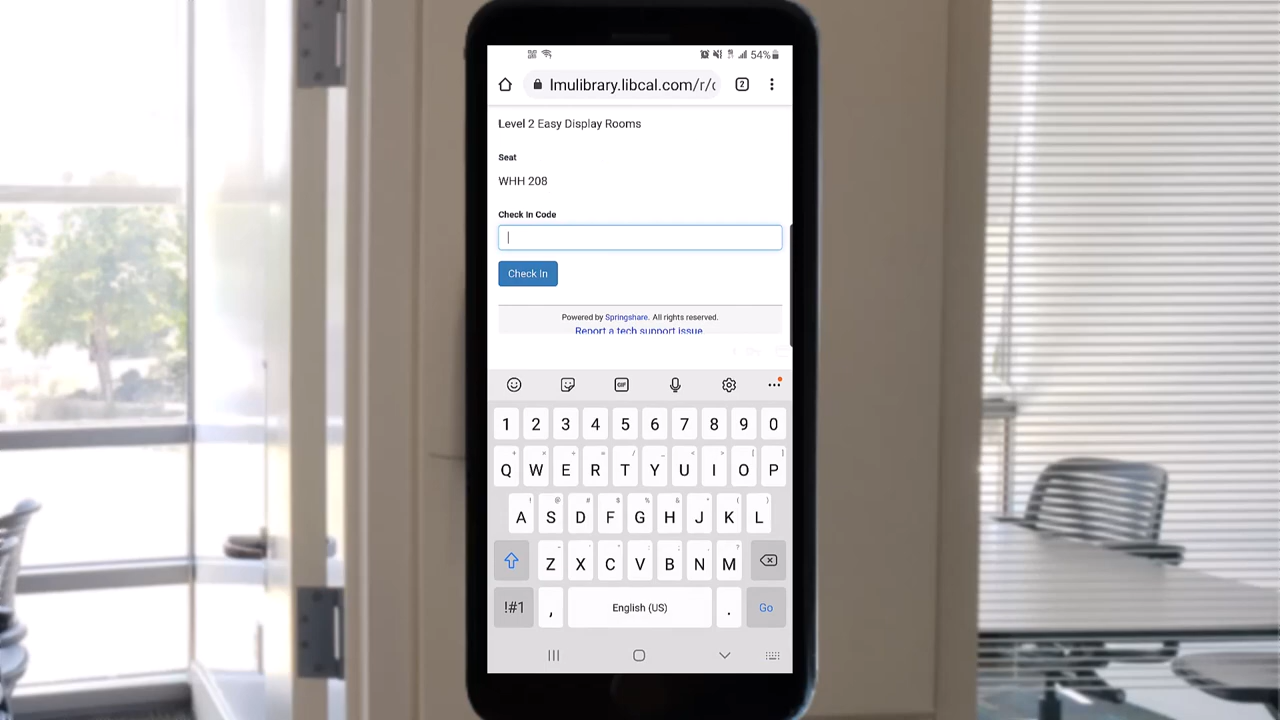 54%
lmulibrary.libcal.com/r/c
2
Level 2 Easy Display Rooms
Seat
WHH 208
Check In Code
Check In
Powered by Springshare. All rights reserved.
Report a tech support issue
GIF
1 2 3 4 5 6 7 8 9 0
Q W E R T Y U I O P
A S D F G H J K L
Z X C V B N M
!#1 , English (US) . Go